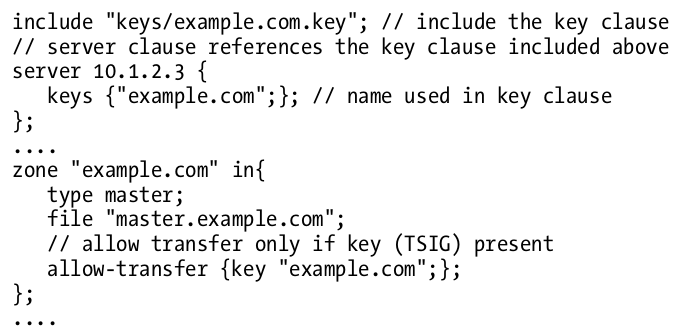 include "keys/example.com.key"; // include the key clause
// server clause references the key clause included above
server 10.1.2.3 {
   keys {"example.com";}; // name used in key clause
};
....
zone "example.com" in{
   type master;
   file "master.example.com";
   // allow transfer only if key (TSIG) present
   allow-transfer {key "example.com";};
};
....